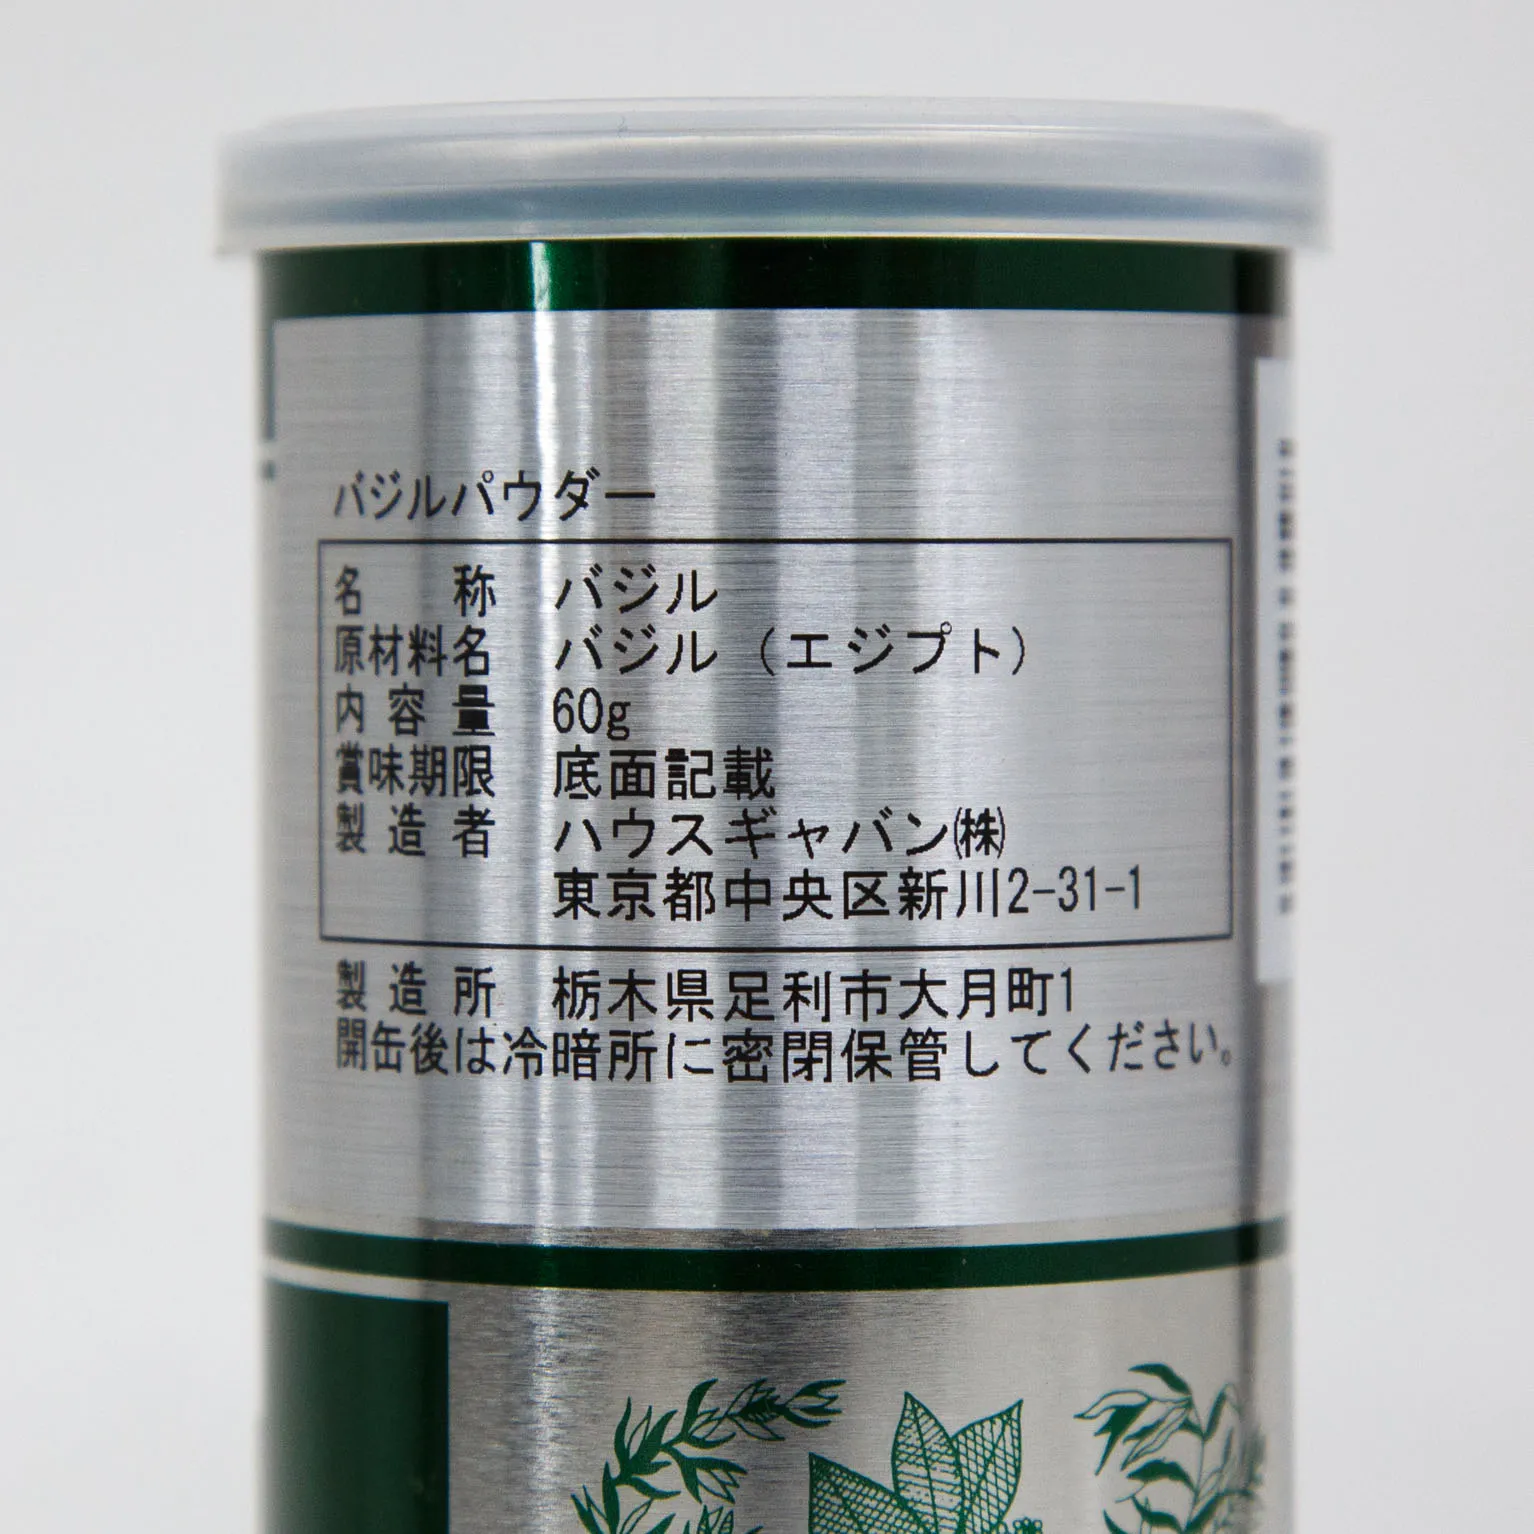 バジルパウダー
名称 バジル
原材料名 バジル（エジプト）
内容量 60g
賞味期限 底面記載
製造者 ハウスギャバン㈱
東京都中央区新川2-31-1
製造所 栃木県足利市大月町1
開缶後は冷暗所に密閉保管してください。